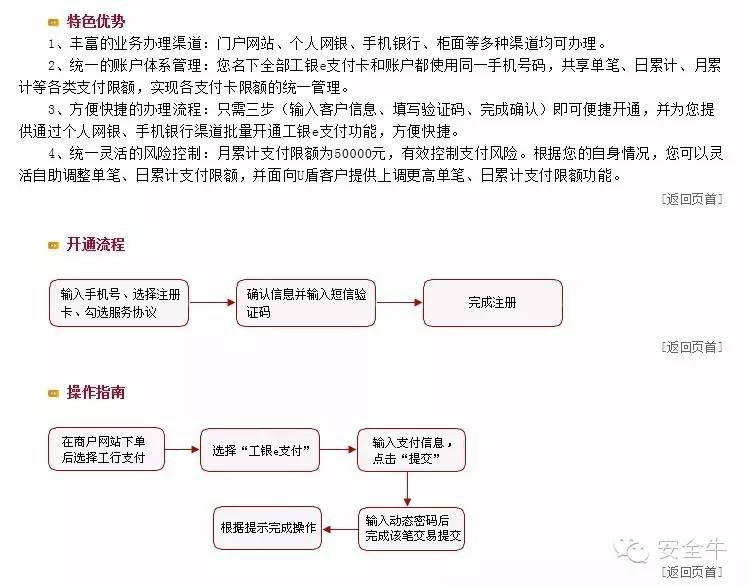 特色优势
1、丰富的业务办理渠道：门户网站、个人网银、手机银行、柜面等多种渠道均可办理。
2、统一的账户体系管理：您名下全部工银e支付卡和账户都使用同一手机号码，共享单笔、日累计、月累
计等各类支付限额，实现各支付卡限额的统一管理。
3、方便快捷的办理流程：只需三步（输入客户信息、填写验证码、完成确认）即可便捷开通，并为您提
供通过个人网银、手机银行渠道批量开通工银e支付功能，方便快捷。
4、统一灵活的风险控制：月累计支付限额为50000元，有效控制支付风险。根据您的自身情况，您可以灵
活自助调整单笔、日累计支付限额，并面向U盾客户提供上调更高单笔、日累计支付限额功能。
[返回页首]
开通流程
输入手机号、选择注册
卡、勾选服务协议
确认信息并输入短信验
证码
完成注册
[返回页首]
操作指南
在商户网站下单
后选择工行支付
选择“工银e支付”
输入支付信息，
点击“提交”
输入动态密码后
完成该笔交易提交
根据提示完成操作
安全牛
[返回页首]